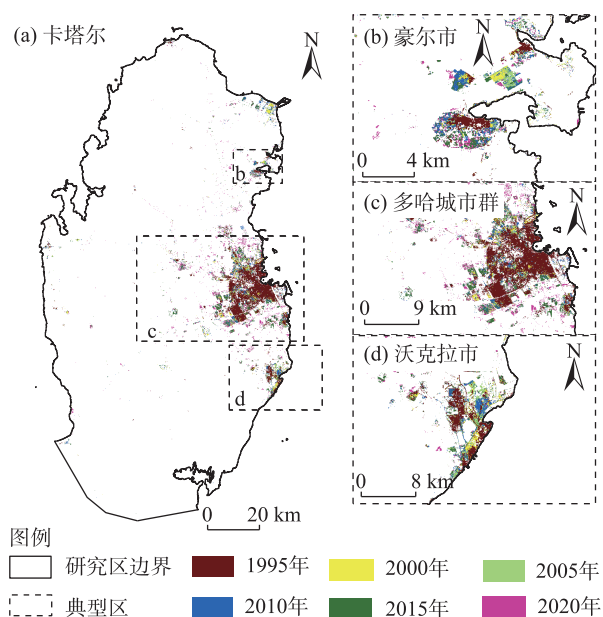 (a) 卡塔尔
N
b
c
d
0 20 km
(b) 豪尔市
N
0 4 km
(c) 多哈城市群
N
0 9 km
(d) 沃克拉市
N
0 8 km
图例
研究区边界 1995年 2000年 2005年
典型区 2010年 2015年 2020年